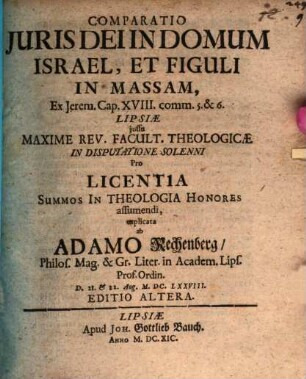 COMPARATIO
JURIS DEI IN DOMUM
ISRAEL, ET FIGULI
IN MASSAM,
Ex Jerem. Cap. XVIII. comm. 5. & 6.
LIPSIÆ
jussu
MAXIME REV. FACULT. THEOLOGICÆ
IN DISPUTATIONE SOLENNI
Pro
LICENTIA
SUMMOS IN THEOLOGIA HONORES
assumendi,
explicata
ab
ADAMO Rechenberg/
Philos. Mag. & Gr. Liter. in Academ. Lips.
Prof. Ordin.
D. 21. & 22. Aug. M. DC. LXXVIII.
EDITIO ALTERA.
LIPSIÆ
Apud JOH. Gottlieb Bauch.
ANNO M. DC. XIC.